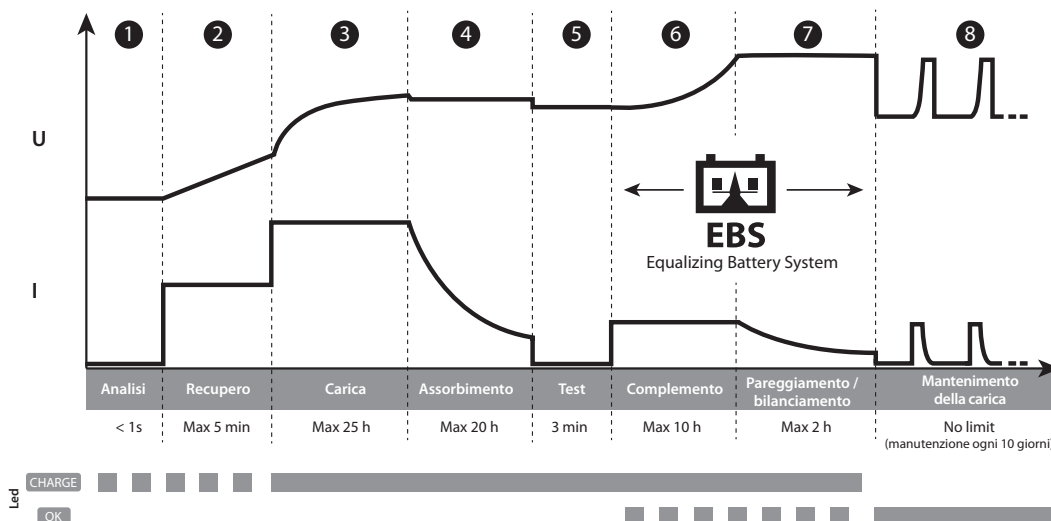 1 2 3 4 5 6 7 8
U
EBS
Equalizing Battery System
I
Analisi Recupero Carica Assorbimento Test Complemento Pareggiamento / bilanciamento Mantenimento della carica
< 1s Max 5 min Max 25 h Max 20 h 3 min Max 10 h Max 2 h No limit
(manutenzione ogni 10 giorni)
Led
CHARGE
OK